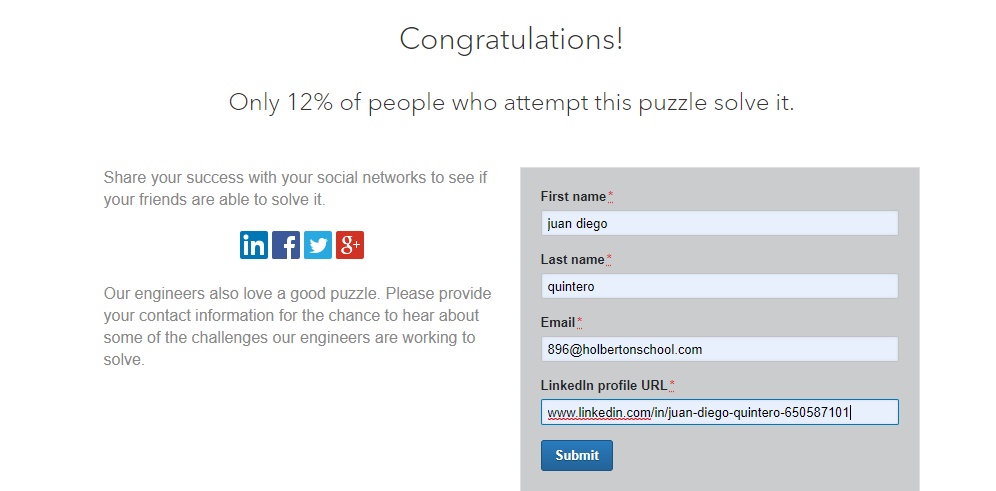 Congratulations!
Only 12% of people who attempt this puzzle solve it.
Share your success with your social networks to see if
your friends are able to solve it.
in f g+
Our engineers also love a good puzzle. Please provide
your contact information for the chance to hear about
some of the challenges our engineers are working to
solve.
First name*
juan diego
Last name*
quintero
Email*
896@holbertonschool.com
LinkedIn profile URL*
www.linkedin.com/in/juan-diego-quintero-650587101
Submit